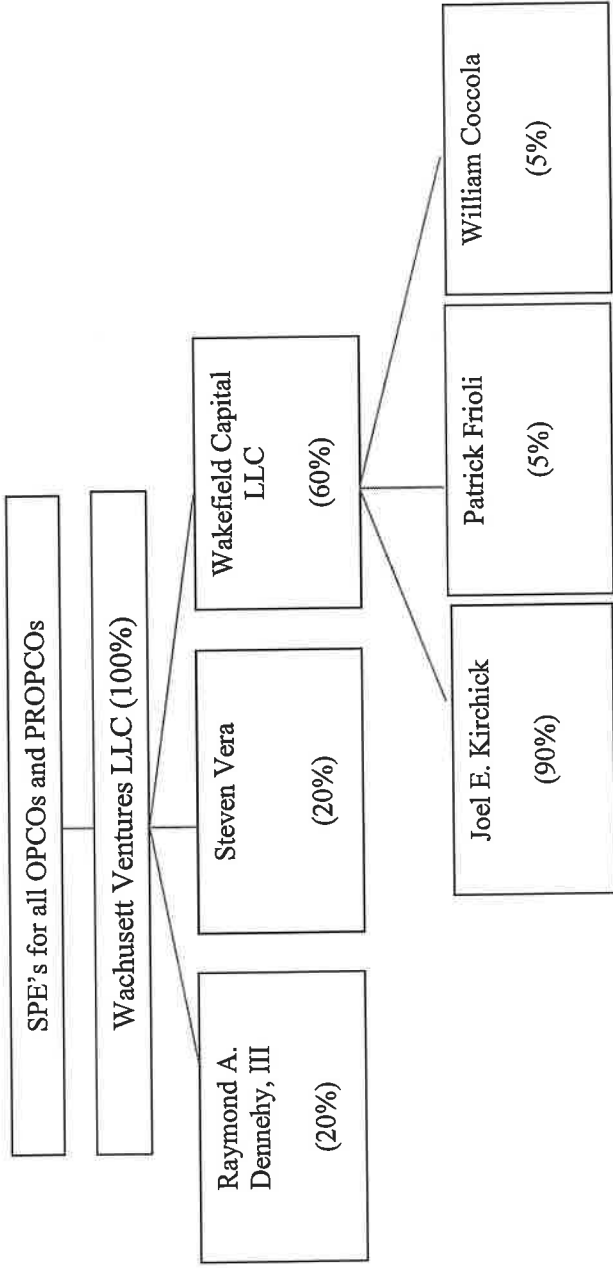 SPE's for all OPCOs and PROPCOs
Wachusett Ventures LLC (100%)
Raymond A.
Dennehy, III
(20%)
Steven Vera
(20%)
Wakefield Capital
LLC
(60%)
Joel E. Kirchick
(90%)
Patrick Frioli
(5%)
William Coccola
(5%)